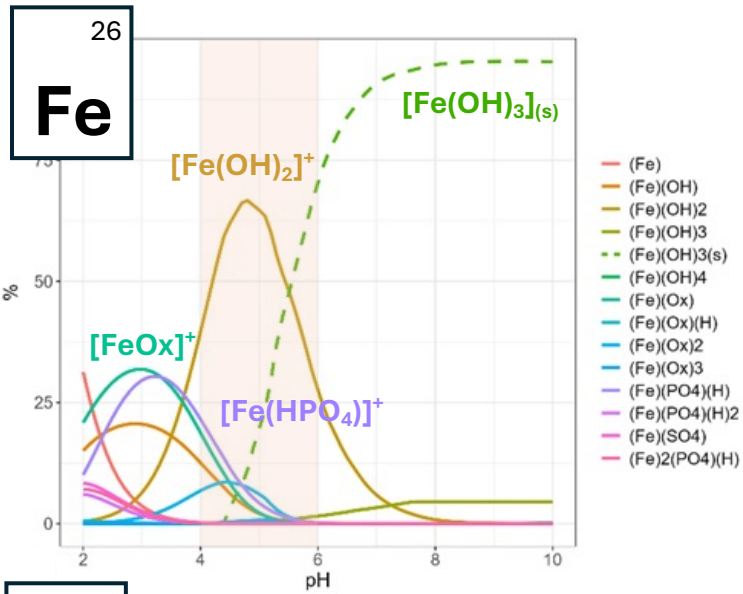 26
Fe
[Fe(OH)3](s)
75
[Fe(OH)2]+
50
%
[FeOx]+
25
[Fe(HPO4)]+
0
2 4 6 8 10
pH
(Fe)
(Fe)(OH)
(Fe)(OH)2
(Fe)(OH)3
(Fe)(OH)3(s)
(Fe)(OH)4
(Fe)(Ox)
(Fe)(Ox)(H)
(Fe)(Ox)2
(Fe)(Ox)3
(Fe)(PO4)(H)
(Fe)(PO4)(H)2
(Fe)(SO4)
(Fe)2(PO4)(H)